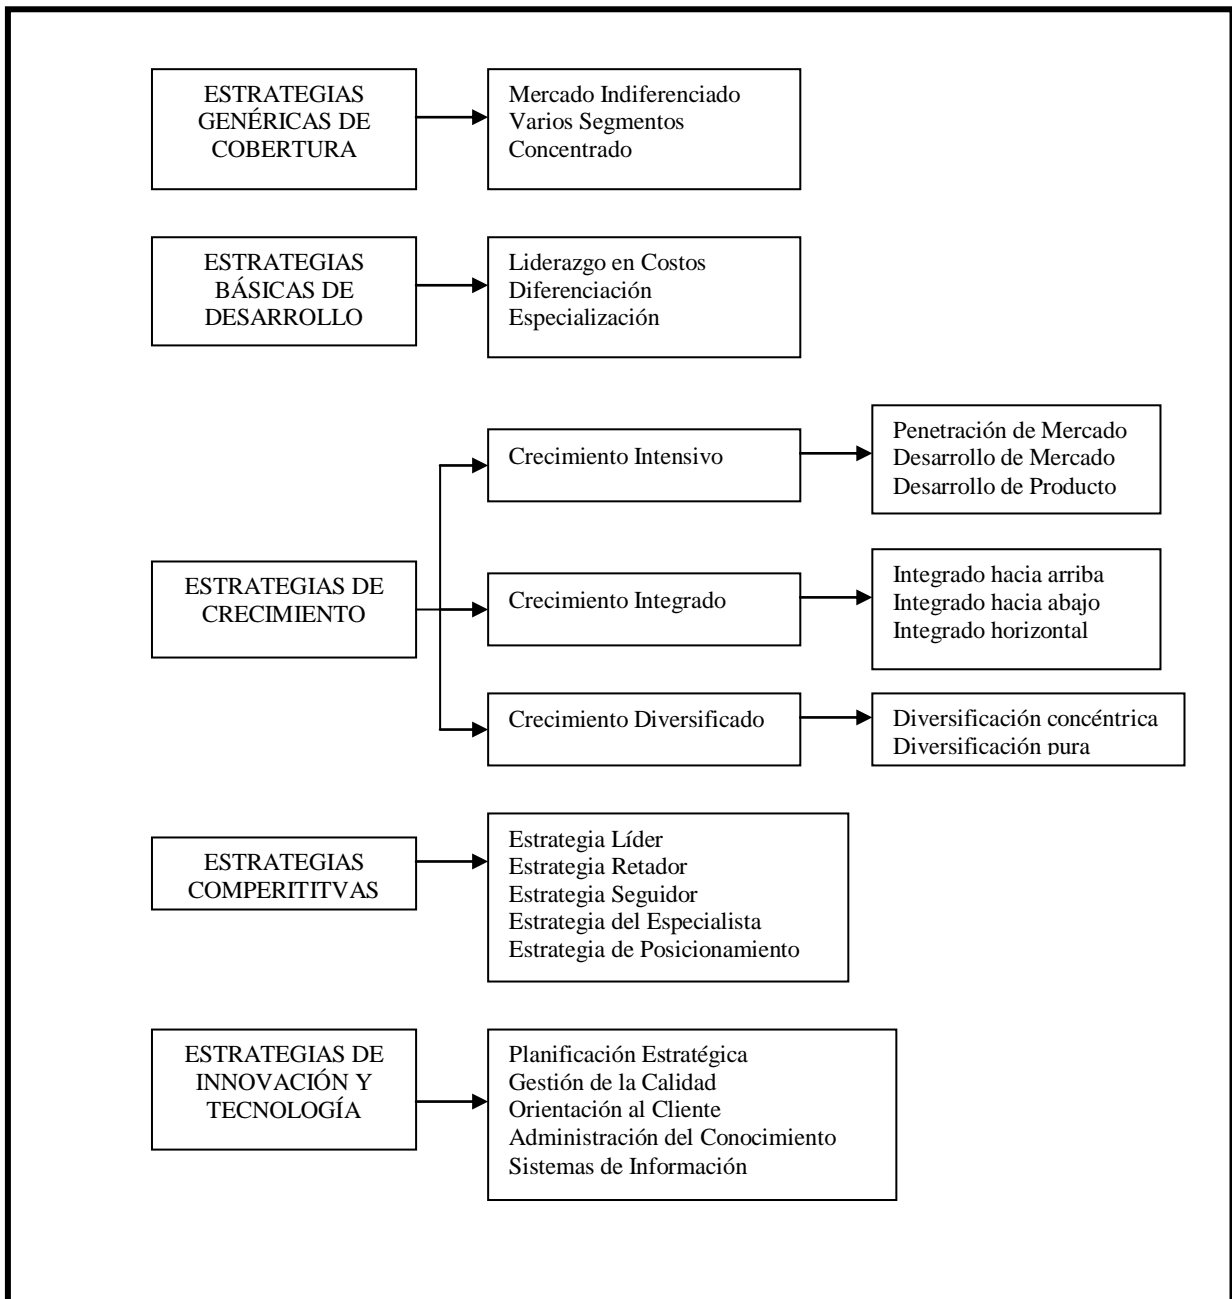 ESTRATEGIAS
GENÉRICAS DE
COBERTURA
Mercado Indiferenciado
Varios Segmentos
Concentrado
ESTRATEGIAS
BÁSICAS DE
DESARROLLO
Liderazgo en Costos
Diferenciación
Especialización
ESTRATEGIAS DE
CRECIMIENTO
Crecimiento Intensivo
Penetración de Mercado
Desarrollo de Mercado
Desarrollo de Producto
Crecimiento Integrado
Integrado hacia arriba
Integrado hacia abajo
Integrado horizontal
Crecimiento Diversificado
Diversificación concéntrica
Diversificación pura
ESTRATEGIAS
COMPERITITVAS
Estrategia Líder
Estrategia Retador
Estrategia Seguidor
Estrategia del Especialista
Estrategia de Posicionamiento
ESTRATEGIAS DE
INNOVACIÓN Y
TECNOLOGÍA
Planificación Estratégica
Gestión de la Calidad
Orientación al Cliente
Administración del Conocimiento
Sistemas de Información